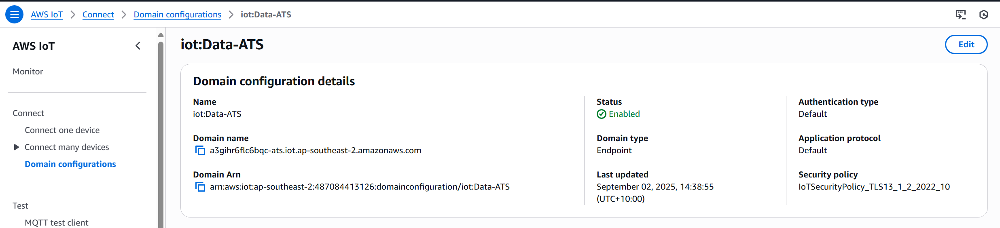 AWS IoT > Connect > Domain configurations > iot:Data-ATS
AWS IoT
Monitor
Connect
Connect one device
Connect many devices
Domain configurations
Test
MQTT test client
iot:Data-ATS
Edit
Domain configuration details
Name
iot:Data-ATS
Domain name
a3gihr6flc6bqc-ats.iot.ap-southeast-2.amazonaws.com
Domain Arn
arn:aws:iot:ap-southeast-2:487084413126:domainconfiguration/iot:Data-ATS
Status
Enabled
Domain type
Endpoint
Last updated
September 02, 2025, 14:38:55
(UTC+10:00)
Authentication type
Default
Application protocol
Default
Security policy
IoTSecurityPolicy_TLS13_1_2_2022_10